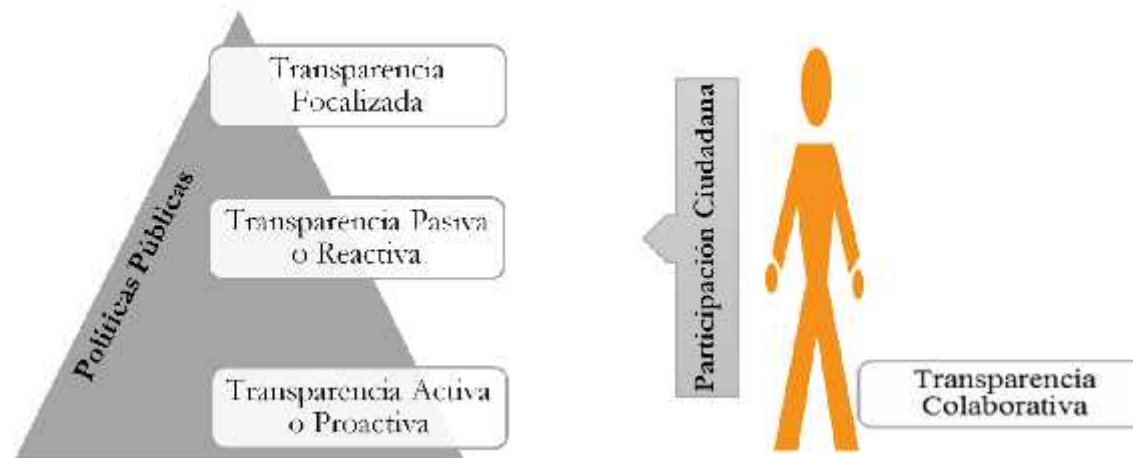 Transparencia
Focalizada
Políticas Públicas
Transparencia Pasiva
o Reactiva
Transparencia Activa
o Proactiva
Participación Ciudadana
Transparencia
Colaborativa